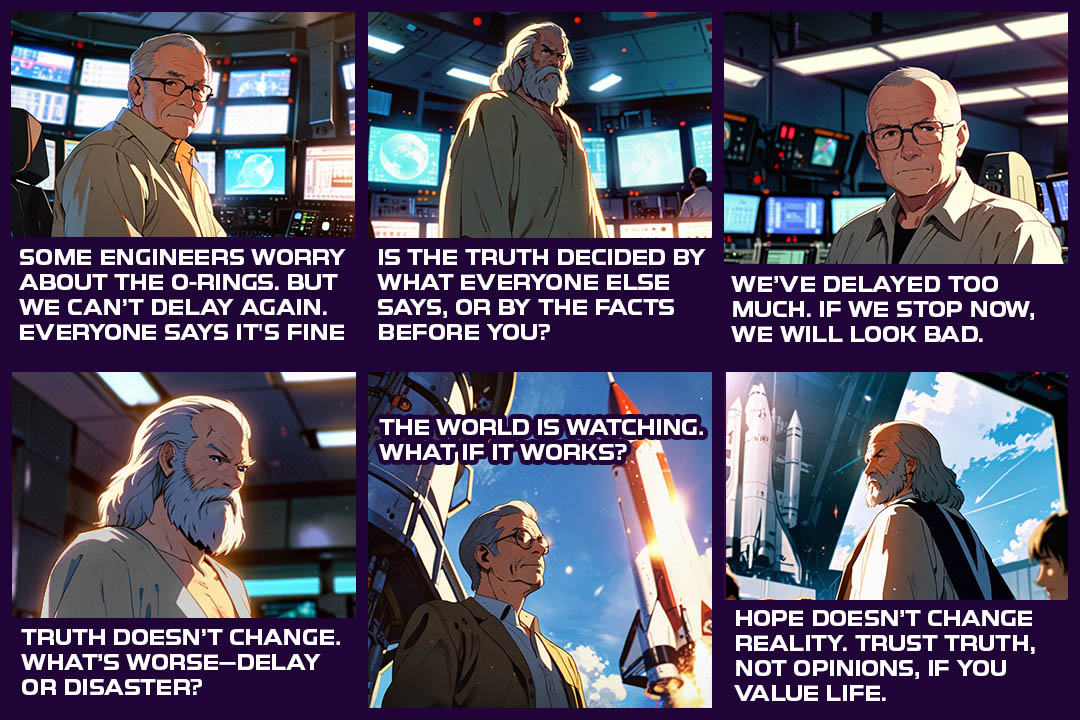 SOME ENGINEERS WORRY
ABOUT THE O-RINGS. BUT
WE CAN'T DELAY AGAIN.
EVERYONE SAYS IT'S FINE
IS THE TRUTH DECIDED BY
WHAT EVERYONE ELSE
SAYS, OR BY THE FACTS
BEFORE YOU?
WE'VE DELAYED TOO
MUCH. IF WE STOP NOW,
WE WILL LOOK BAD.
TRUTH DOESN'T CHANGE.
WHAT'S WORSE—DELAY
OR DISASTER?
THE WORLD IS WATCHING.
WHAT IF IT WORKS?
HOPE DOESN'T CHANGE
REALITY. TRUST TRUTH,
NOT OPINIONS, IF YOU
VALUE LIFE.